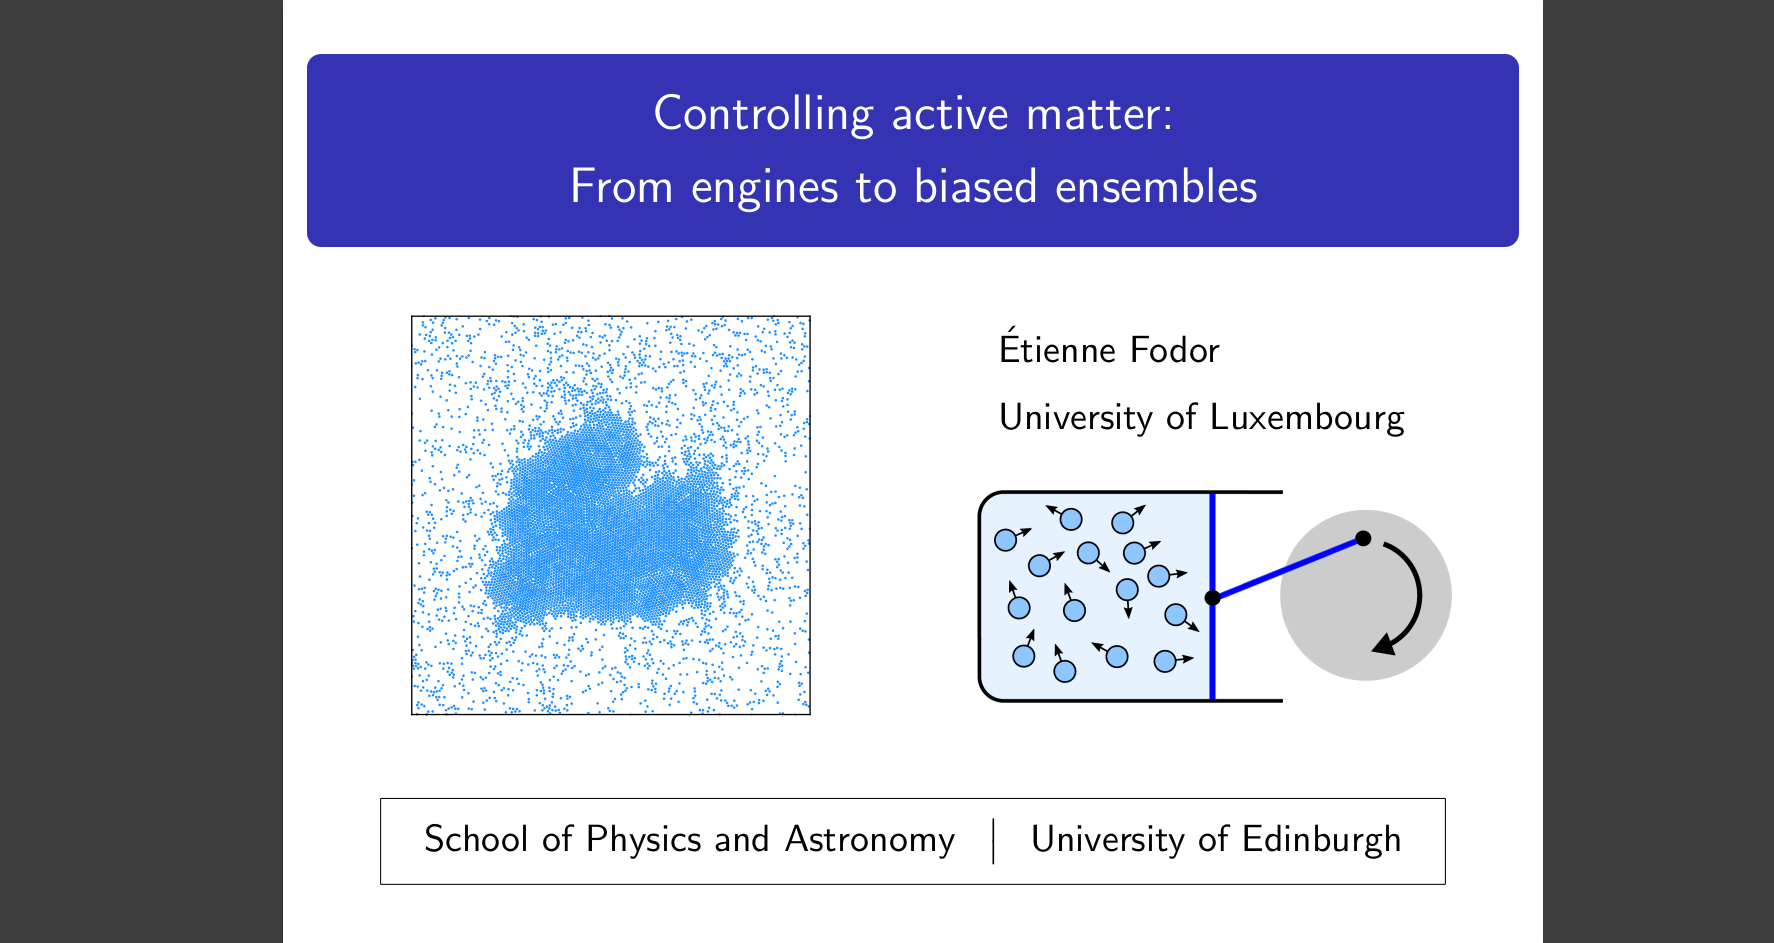 Controlling active matter:
From engines to biased ensembles
Étienne Fodor
University of Luxembourg
School of Physics and Astronomy | University of Edinburgh